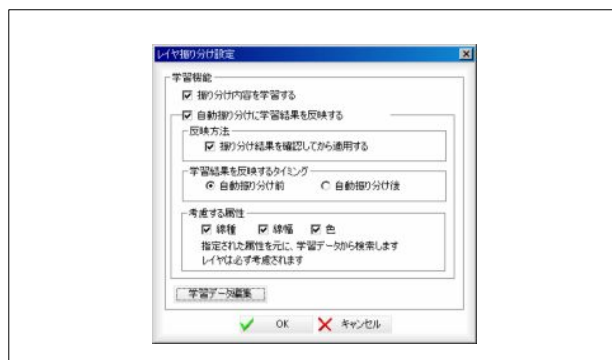 レイヤ振り分け設定
学習機能
振り分け内容を学習する
自動振り分けに学習結果を反映する
反映方法
振り分け結果を確認してから適用する
学習結果を反映するタイミング
自動振り分け前 自動振り分け後
考慮する属性
線種 線幅 色
指定された属性を元に、学習データから検索します
レイヤは必ず考慮されます
学習データ編集
OK キャンセル